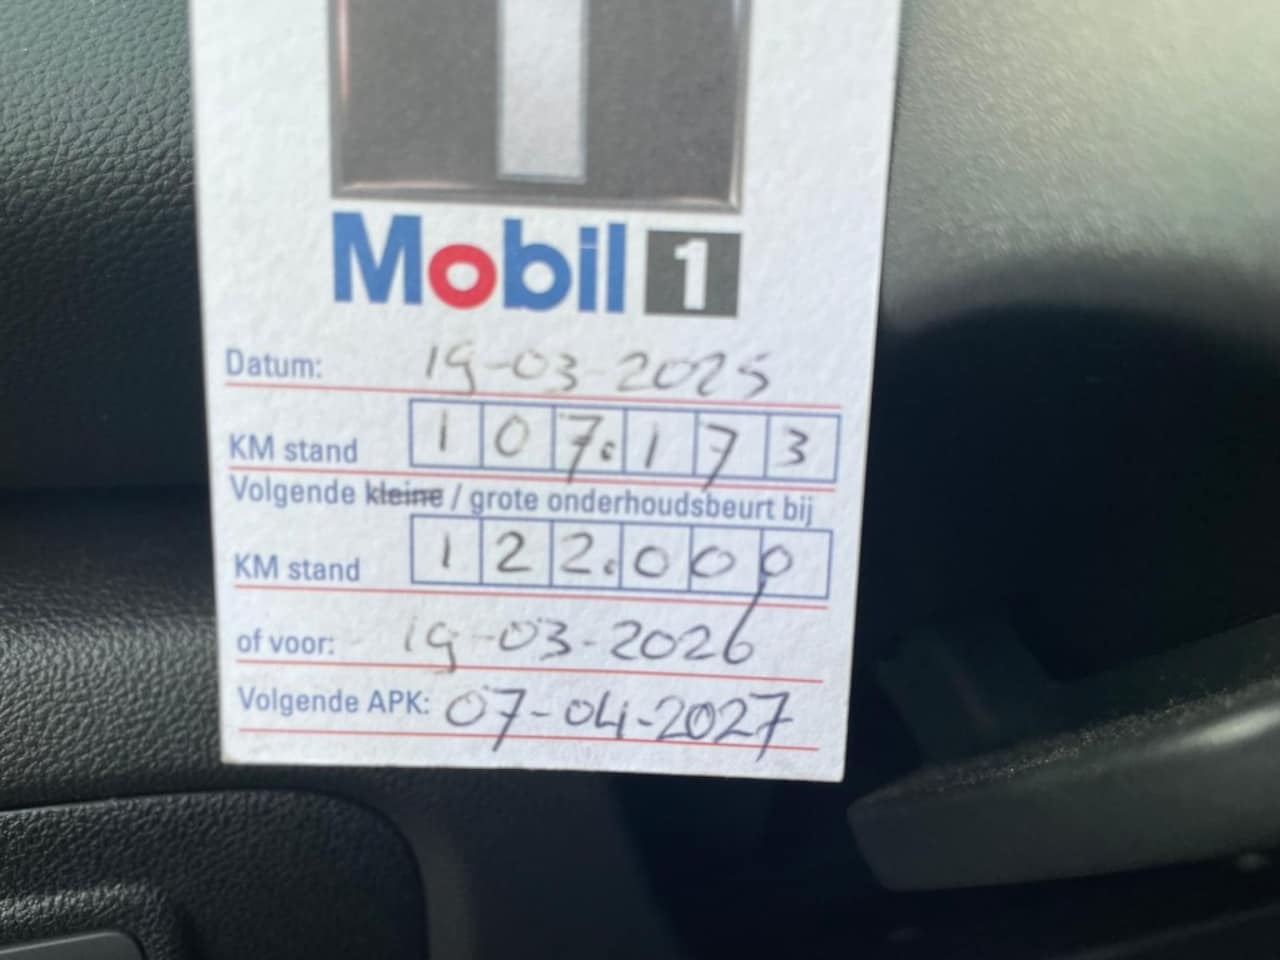 Mobil 1
Datum: 19-03-2025
KM stand 107.173
Volgende kleine / grote onderhoudsbeurt bij
KM stand 122.000
of voor: 19-03-2026
Volgende APK: 07-04-2027